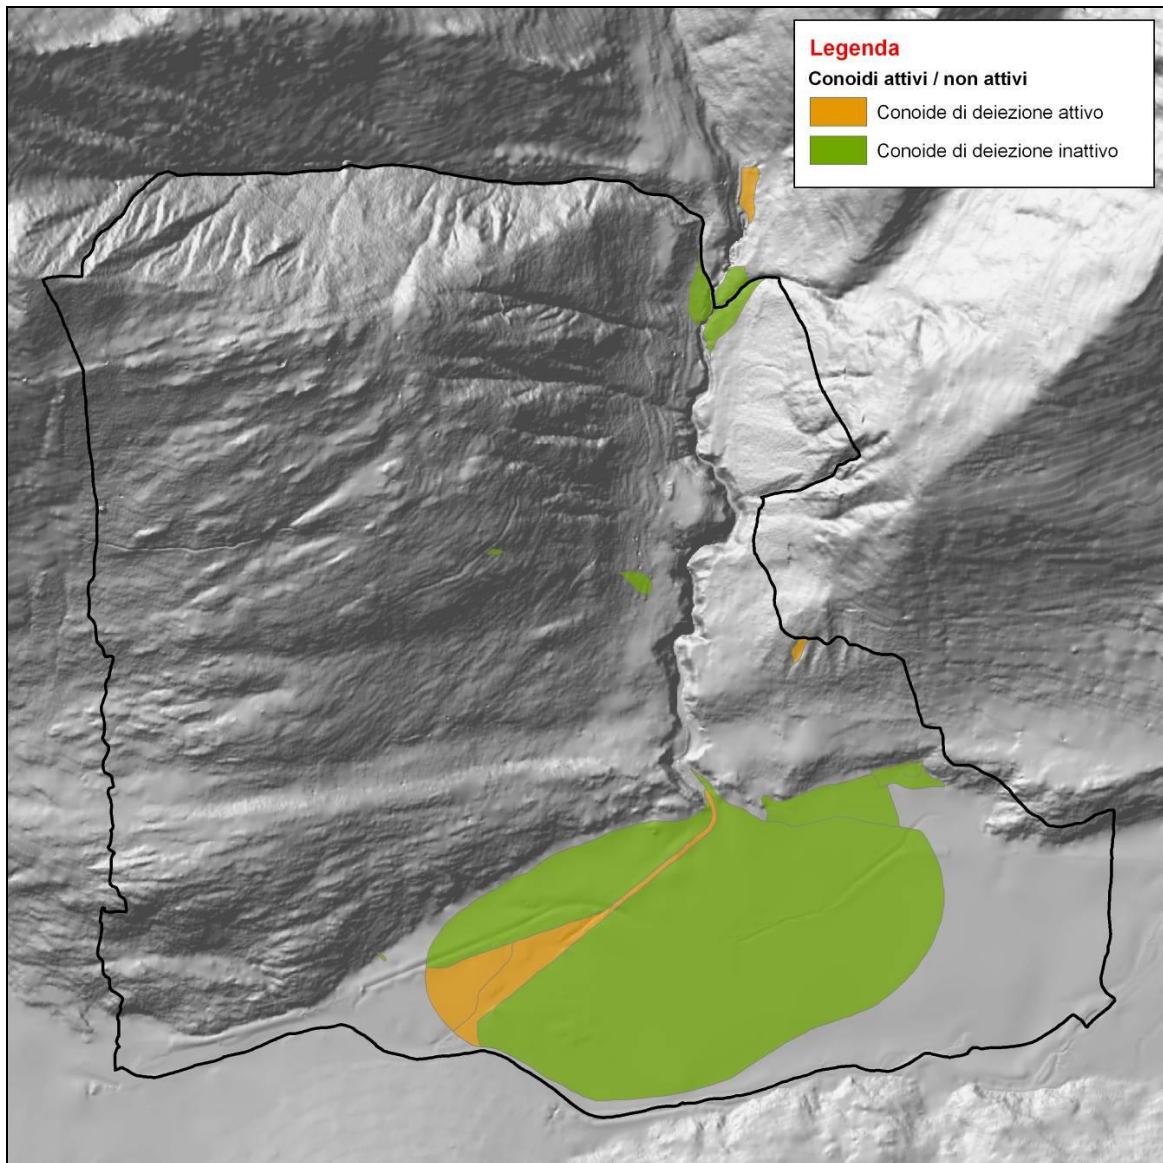 Legenda
Conoidi attivi / non attivi
Conoide di deiezione attivo
Conoide di deiezione inattivo